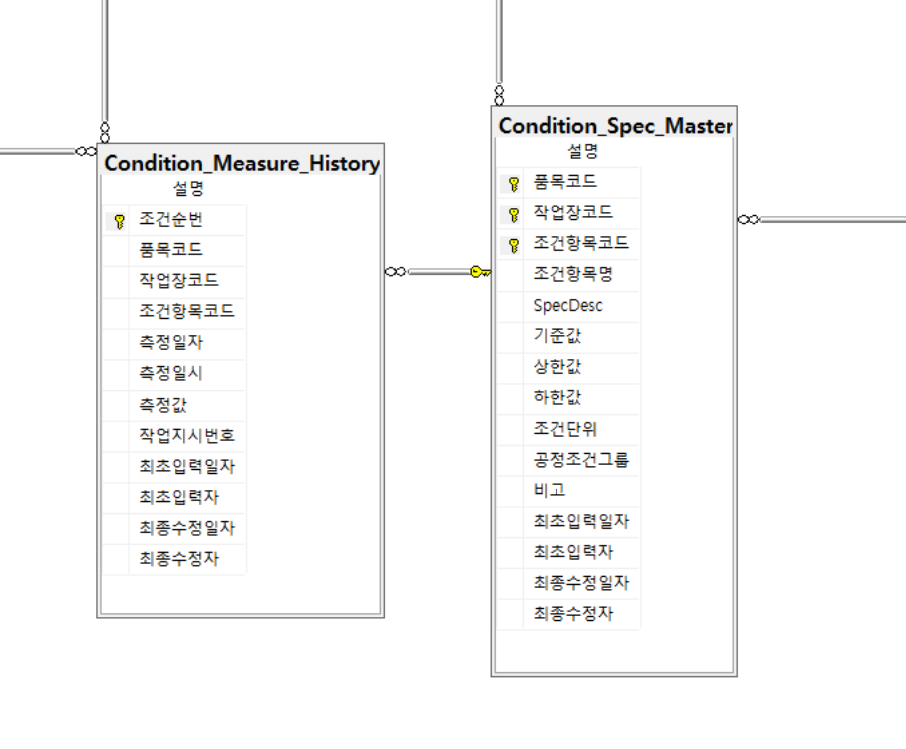 Condition_Measure_History
설명
조건순번
품목코드
작업장코드
조건항목코드
측정일자
측정일시
측정값
작업지시번호
최초입력일자
최초입력자
최종수정일자
최종수정자
Condition_Spec_Master
설명
품목코드
작업장코드
조건항목코드
조건항목명
SpecDesc
기준값
상한값
하한값
조건단위
공정조건그룹
비고
최초입력일자
최초입력자
최종수정일자
최종수정자